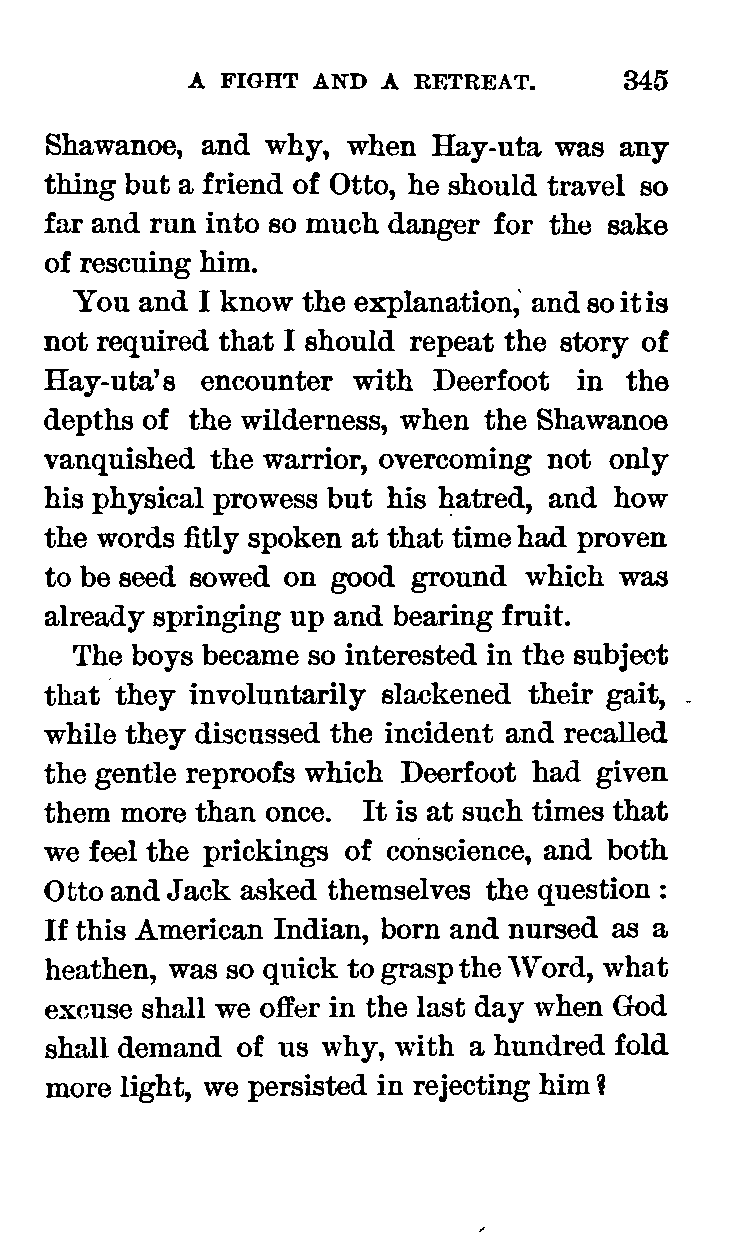 A FIGHT AND A RETREAT. 345
Shawanoe, and why, when Hay-uta was any
thing but a friend of Otto, he should travel so
far and run into so much danger for the sake
of rescuing him.
You and I know the explanation, and so it is
not required that I should repeat the story of
Hay-uta's encounter with Deerfoot in the
depths of the wilderness, when the Shawanoe
vanquished the warrior, overcoming not only
his physical prowess but his hatred, and how
the words fitly spoken at that time had proven
to be seed sowed on good ground which was
already springing up and bearing fruit.
The boys became so interested in the subject
that they involuntarily slackened their gait,
while they discussed the incident and recalled
the gentle reproofs which Deerfoot had given
them more than once. It is at such times that
we feel the prickings of conscience, and both
Otto and Jack asked themselves the question :
If this American Indian, born and nursed as a
heathen, was so quick to grasp the Word, what
excuse shall we offer in the last day when God
shall demand of us why, with a hundred fold
more light, we persisted in rejecting him ?